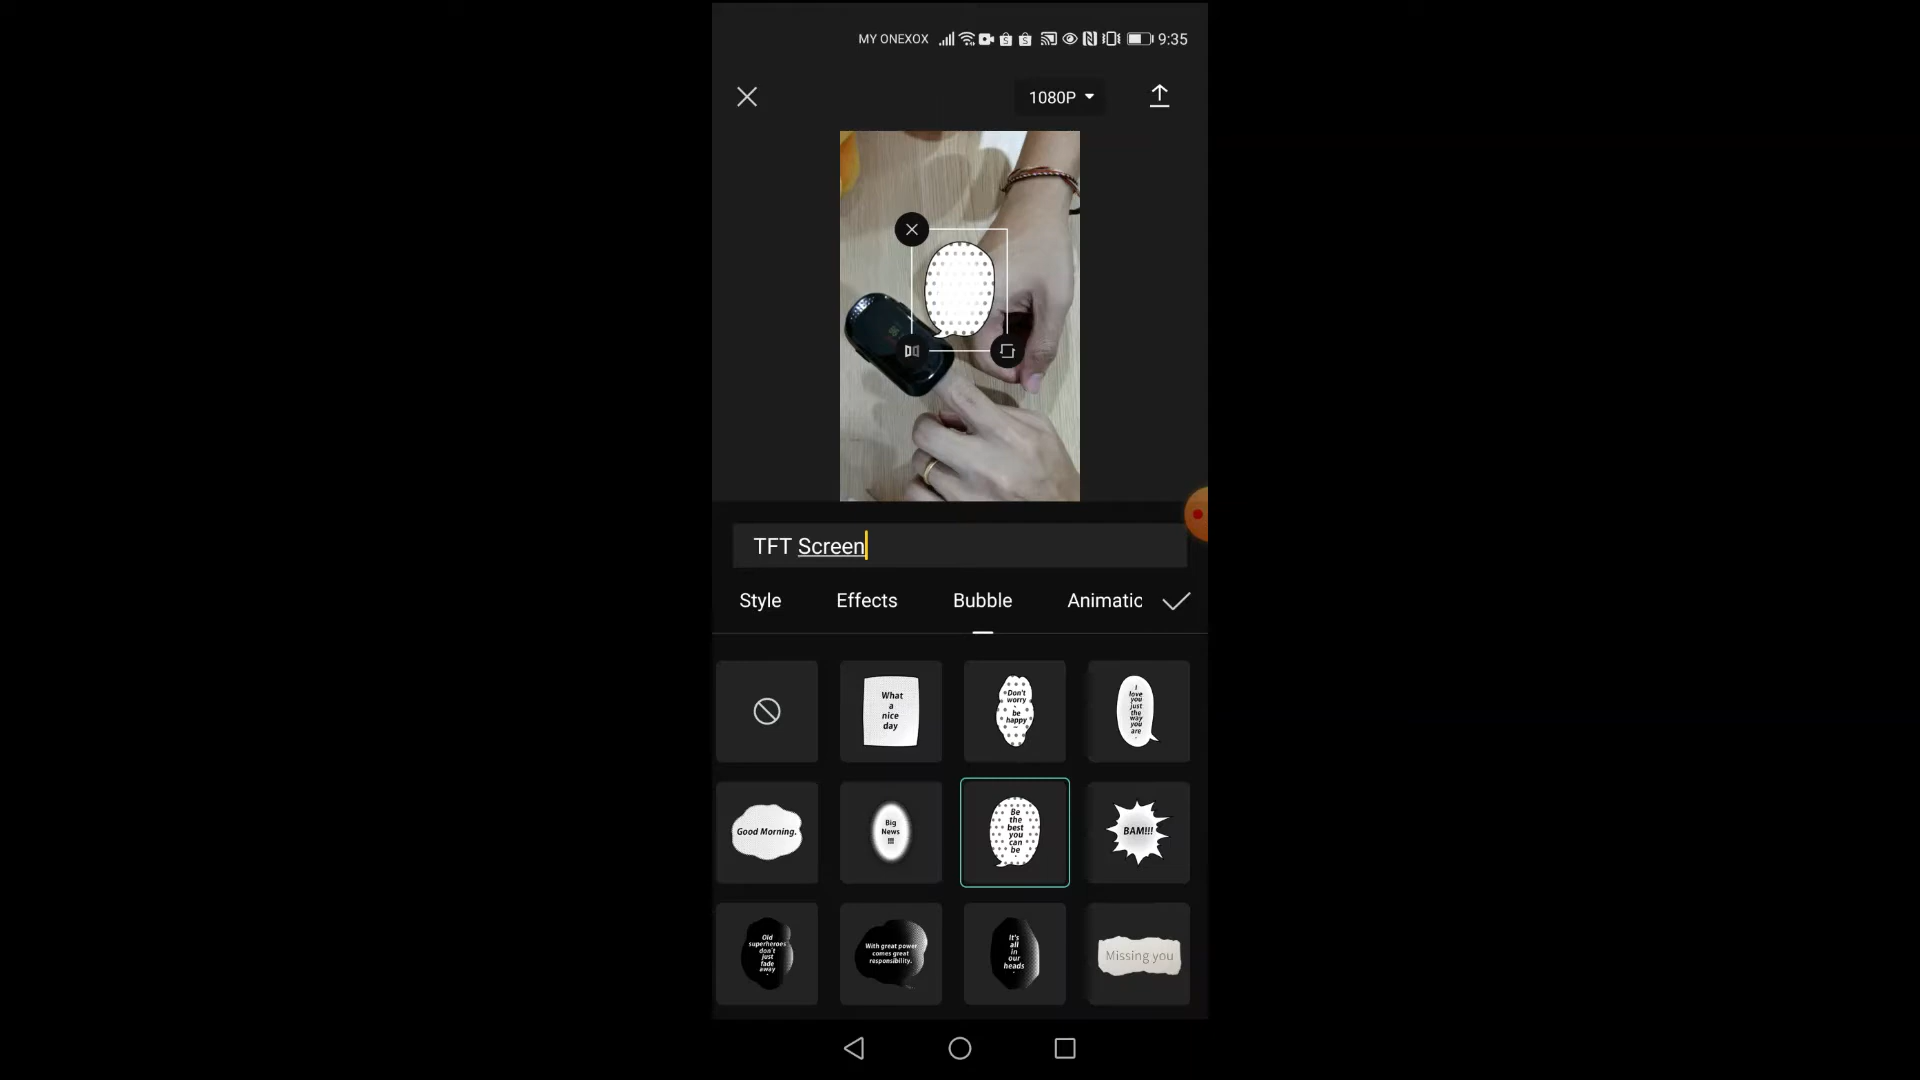 MY ONEXOX 9:35
1080P
TFT Screen
Style Effects Bubble Animatic
What
a
nice
day
Don't
worry
,
be
happy
~
I
love
you
just
the
way
you
are
.
Good Morning.
Big
News
!!!
Be
the
best
you
can
be
.
BAM!!!
Old
superheroes
don't
just
fade
away
.
With great power
comes great
responsibility.
It's
all
in
our
heads
.
Missing you